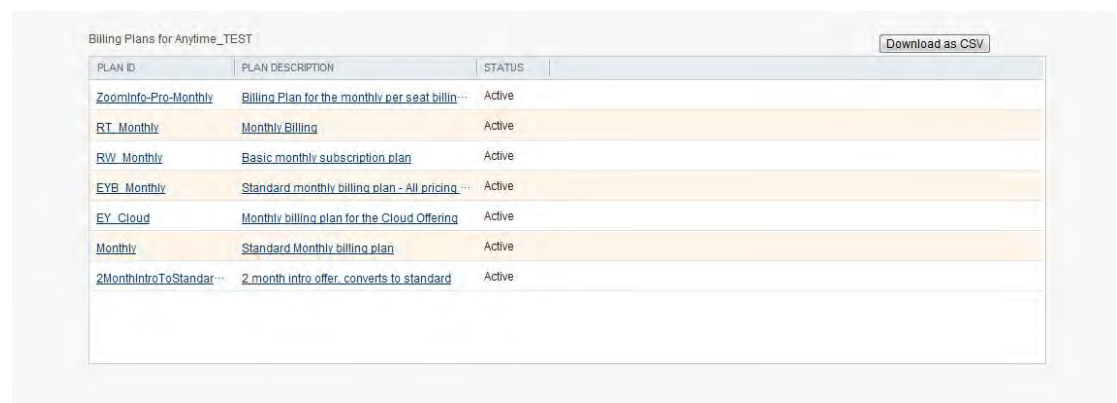 Billing Plans for Anytime_TEST
Download as CSV
PLAN ID PLAN DESCRIPTION STATUS
ZoomInfo-Pro-Monthly Billing Plan for the monthly per seat billin... Active
RT_Monthly Monthly Billing Active
RW_Monthly Basic monthly subscription plan Active
EYB_Monthly Standard monthly billing plan - All pricing ... Active
EY_Cloud Monthly billing plan for the Cloud Offering Active
Monthly Standard Monthly billing plan Active
2MonthIntroToStandar... 2 month intro offer, converts to standard Active